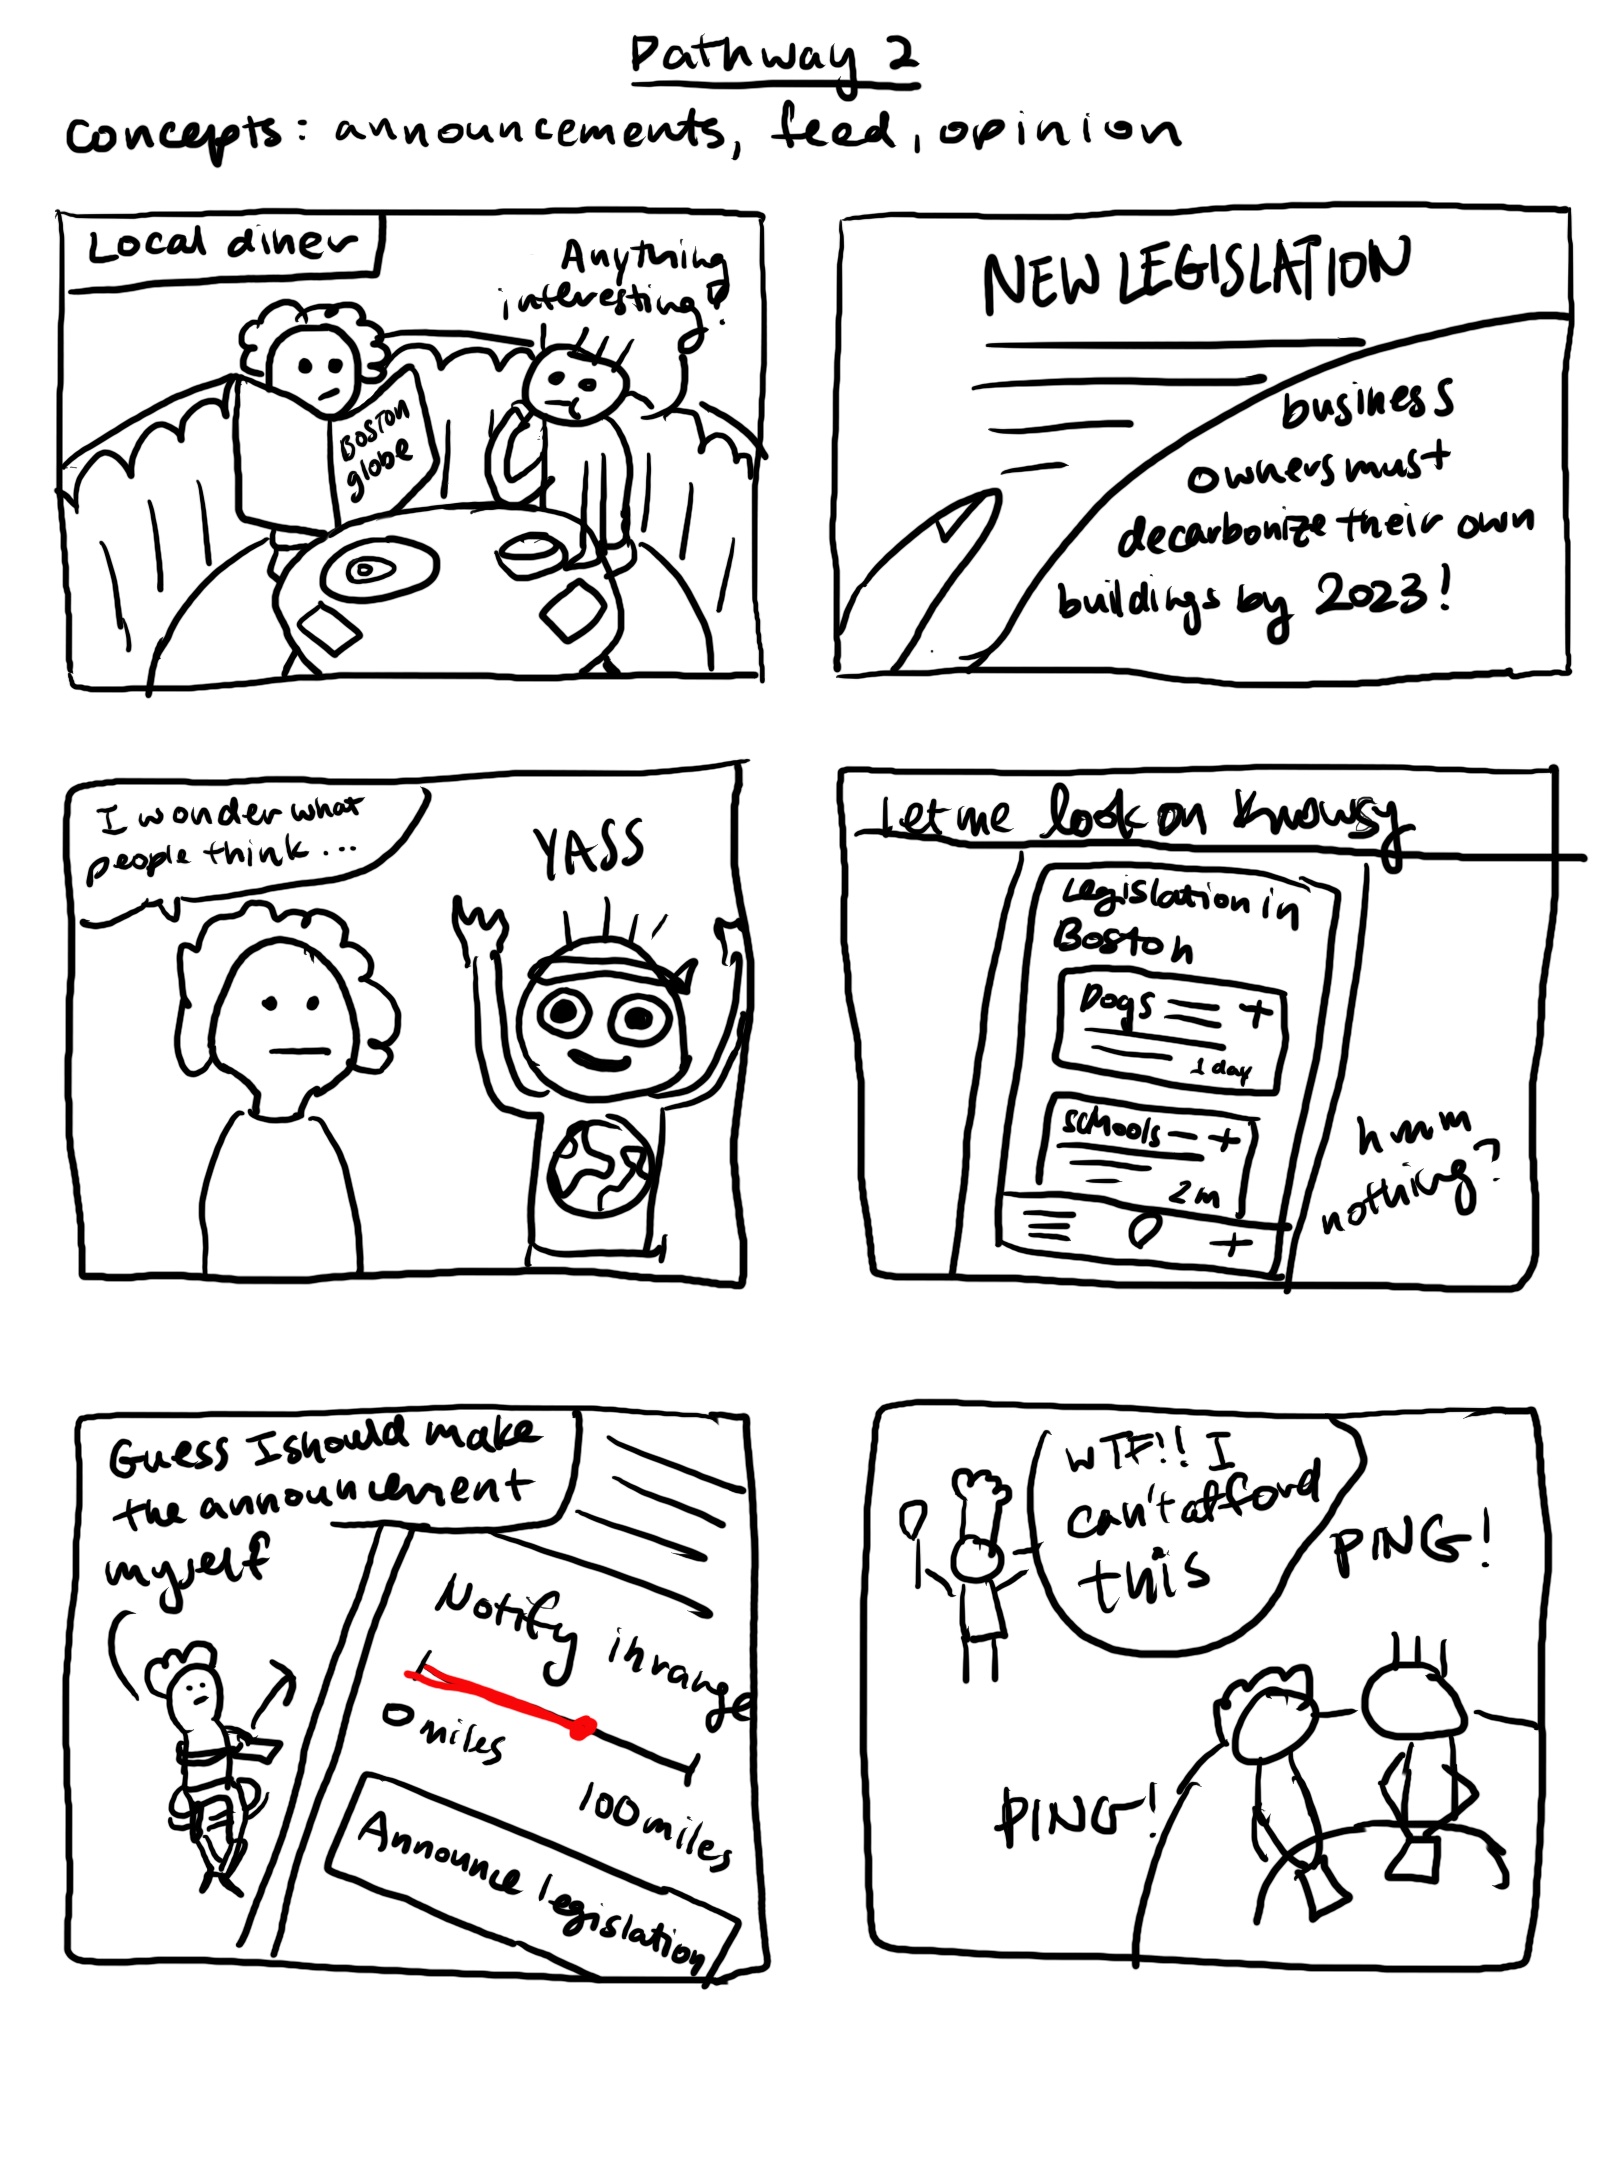 Pathway 2
concepts: announcements, feed, opinion
Local diner
Anything
interesting?
Boston
globe
NEW LEGISLATION
business
owners must
decarbonize their own
buildings by 2023!
I wonder what
people think...
YASS
Let me look on Knowsy
Legislation in
Boston
Dogs +
1 day
schools +
2m
+
hmm
nothing?
Guess I should make
the announcement
myself
Notify in range
0 miles
100 miles
Announce legislation
WTF!! I
can't afford
this
PING!
PING!